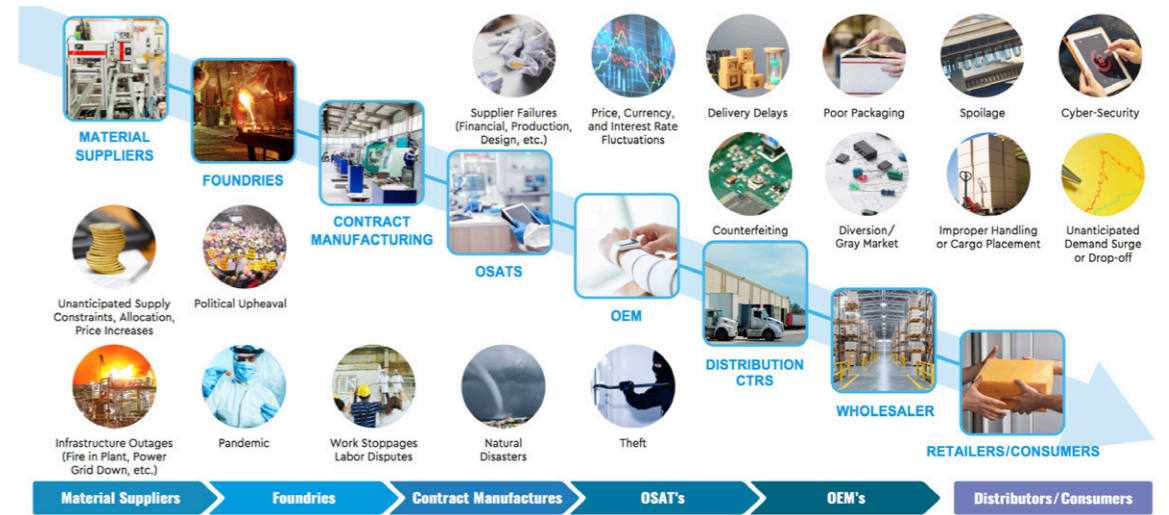 MATERIAL
SUPPLIERS
FOUNDRIES
CONTRACT
MANUFACTURING
OSATS
OEM
DISTRIBUTION
CTRS
WHOLESALER
RETAILERS/CONSUMERS
Supplier Failures
(Financial, Production,
Design, etc.)
Price, Currency,
and Interest Rate
Fluctuations
Delivery Delays
Poor Packaging
Spoilage
Cyber-Security
Counterfeiting
Diversion/
Gray Market
Improper Handling
or Cargo Placement
Unanticipated
Demand Surge
or Drop-off
Unanticipated Supply
Constraints, Allocation,
Price Increases
Political Upheaval
Infrastructure Outages
(Fire in Plant, Power
Grid Down, etc.)
Pandemic
Work Stoppages
Labor Disputes
Natural
Disasters
Theft
Material Suppliers
Foundries
Contract Manufactures
OSAT's
OEM's
Distributors/Consumers